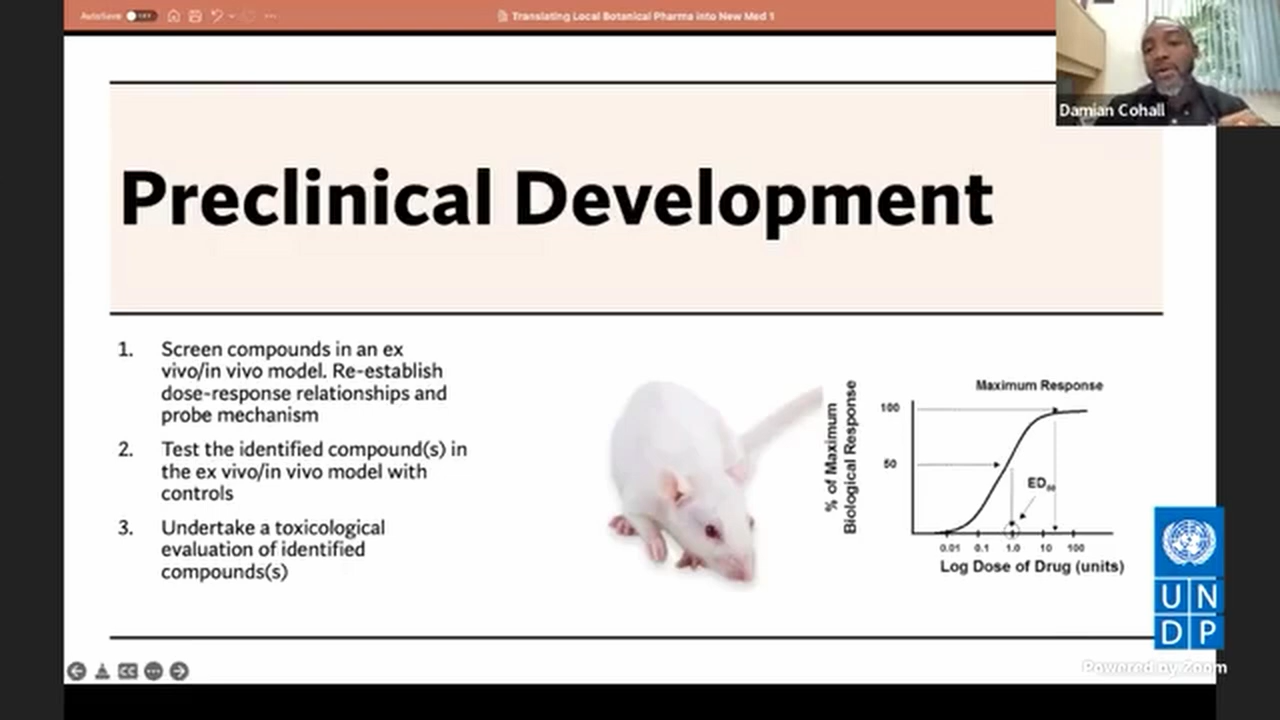 AutoSave OFF
Translating Local Botanical Pharma into New Med 1
Damian Cohall
Preclinical Development
1. Screen compounds in an ex
vivo/in vivo model. Re-establish
dose-response relationships and
probe mechanism
2. Test the identified compound(s) in
the ex vivo/in vivo model with
controls
3. Undertake a toxicological
evaluation of identified
compounds(s)
% of Maximum
Biological Response
Maximum Response
100
50
ED50
0.01 0.1 1.0 10 100
Log Dose of Drug (units)
U N
D P
CC
Powered by Zoom